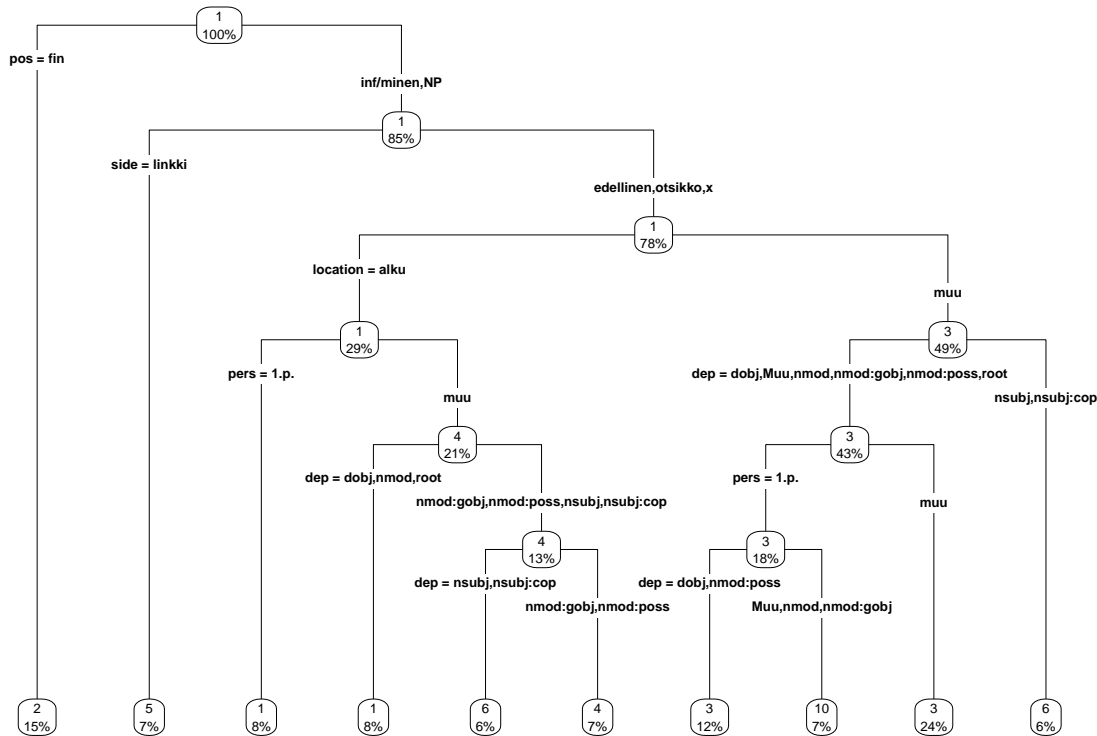 1
100%
pos = fin
inf/minen,NP
1
85%
side = linkki
edellinen,otsikko,x
1
78%
location = alku
muu
1
29%
3
49%
pers = 1.p.
muu
dep = dobj,Muu,nmod,nmod:gobj,nmod:poss,root
nsubj,nsubj:cop
4
21%
3
43%
dep = dobj,nmod,root
nmod:gobj,nmod:poss,nsubj,nsubj:cop
pers = 1.p.
muu
4
13%
3
18%
dep = nsubj,nsubj:cop
nmod:gobj,nmod:poss
dep = dobj,nmod:poss
Muu,nmod,nmod:gobj
2
15%
5
7%
1
8%
1
8%
6
6%
4
7%
3
12%
10
7%
3
24%
6
6%